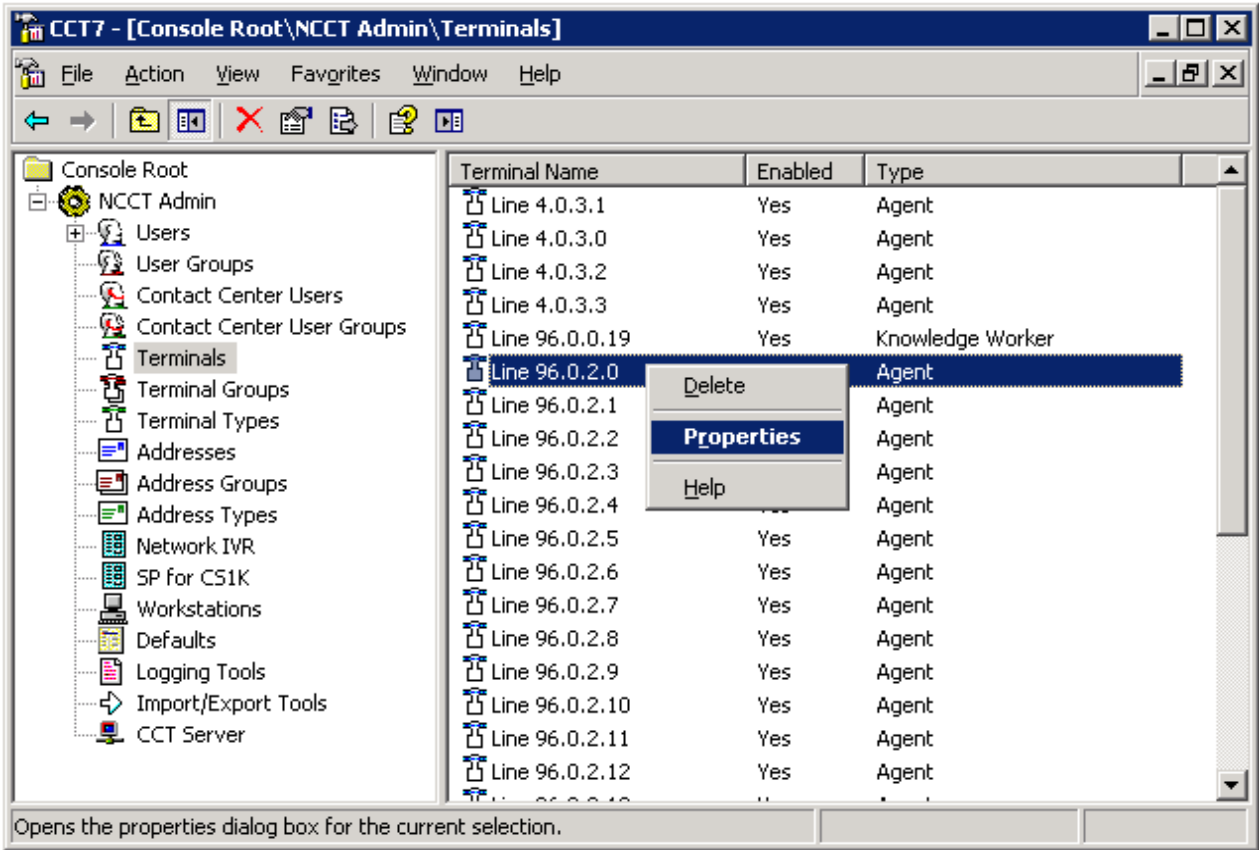 CCT7 - [Console Root\NCCT Admin\Terminals]
File Action View Favorites Window Help
Console Root
NCCT Admin
Users
User Groups
Contact Center Users
Contact Center User Groups
Terminals
Terminal Groups
Terminal Types
Addresses
Address Groups
Address Types
Network IVR
SP for CS1K
Workstations
Defaults
Logging Tools
Import/Export Tools
CCT Server
Terminal Name Enabled Type
Line 4.0.3.1 Yes Agent
Line 4.0.3.0 Yes Agent
Line 4.0.3.2 Yes Agent
Line 4.0.3.3 Yes Agent
Line 96.0.0.19 Yes Knowledge Worker
Line 96.0.2.0 Agent
Line 96.0.2.1 Agent
Line 96.0.2.2 Agent
Line 96.0.2.3 Agent
Line 96.0.2.4 Agent
Line 96.0.2.5 Yes Agent
Line 96.0.2.6 Yes Agent
Line 96.0.2.7 Yes Agent
Line 96.0.2.8 Yes Agent
Line 96.0.2.9 Yes Agent
Line 96.0.2.10 Yes Agent
Line 96.0.2.11 Yes Agent
Line 96.0.2.12 Yes Agent
Delete
Properties
Help
Opens the properties dialog box for the current selection.